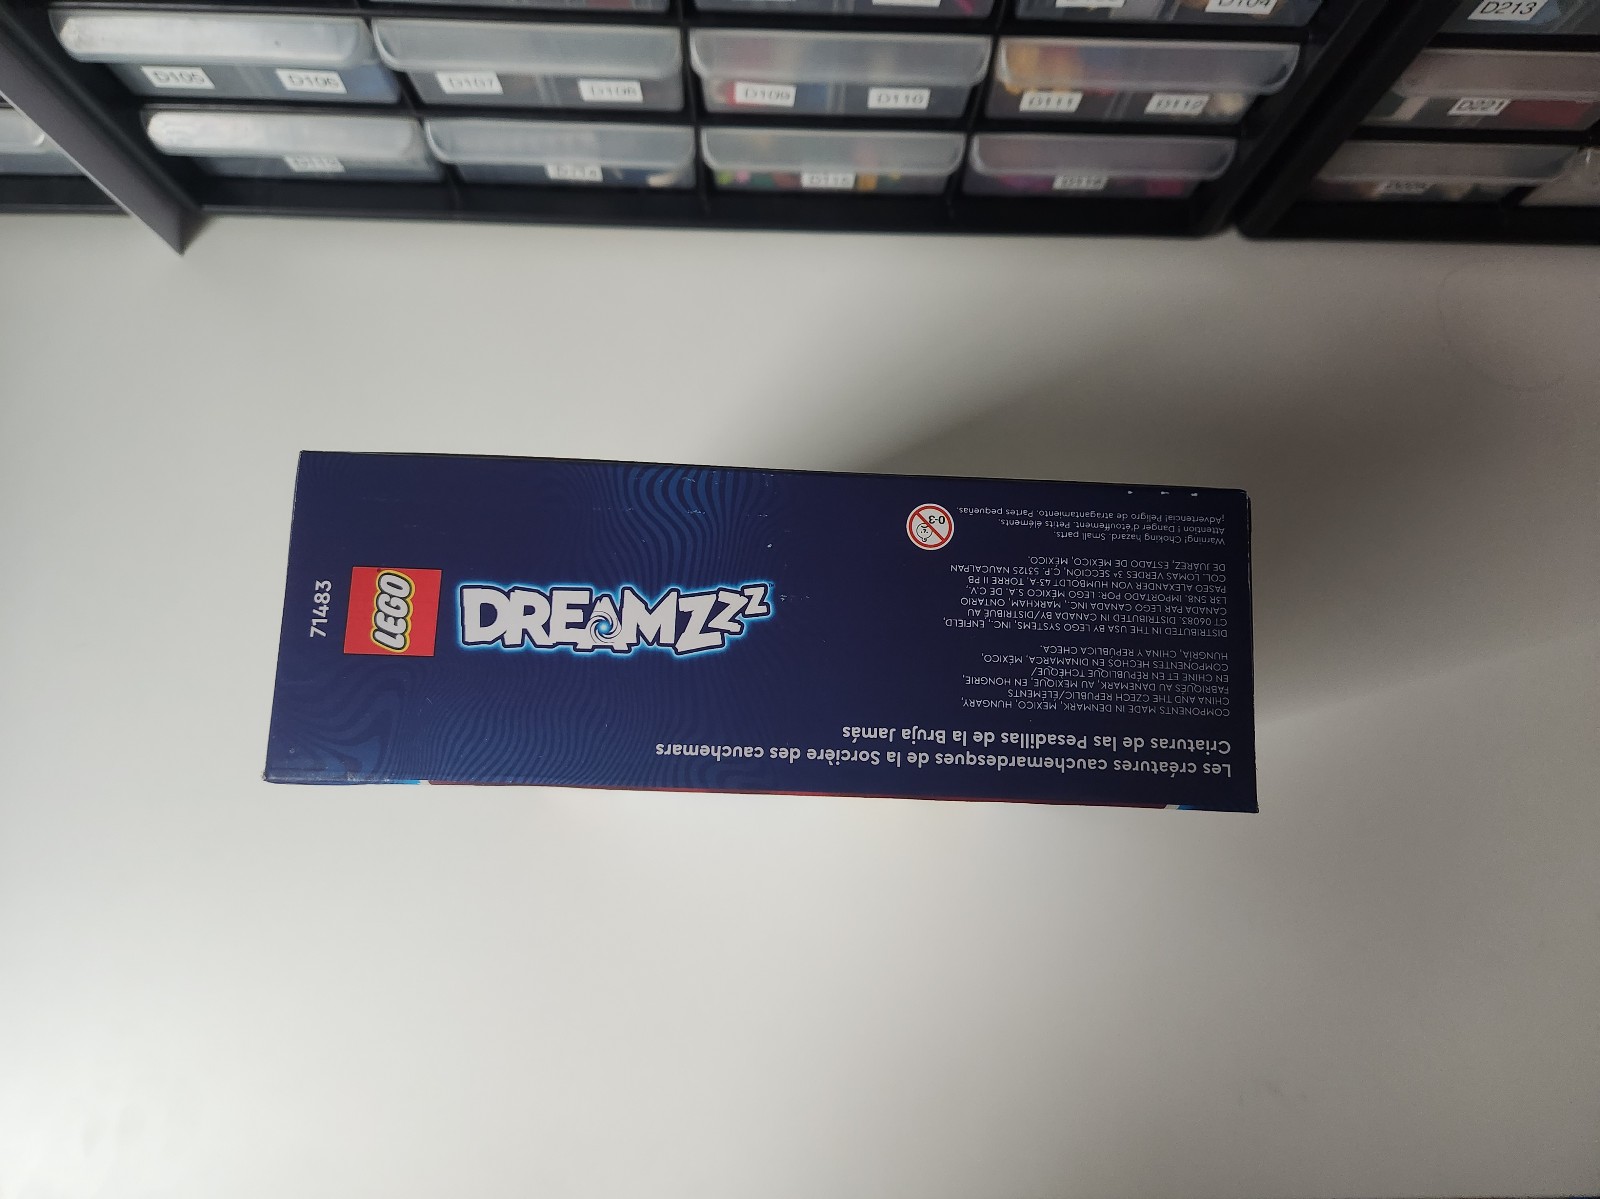 D213
D105
D106
D107
D108
D109
D110
D111
D112
D221
71483
LEGO
DREAMZzz
Les créatures cauchemardesques de la Sorcière des cauchemars
Criaturas de las Pesadillas de la Bruja Jamás
COMPONENTS MADE IN DENMARK, MEXICO, HUNGARY,
CHINA AND THE CZECH REPUBLIC/ÉLÉMENTS
FABRIQUÉS AU DANEMARK, AU MEXIQUE, EN HONGRIE,
EN CHINE ET EN RÉPUBLIQUE TCHÈQUE/
COMPONENTES HECHOS EN DINAMARCA, MÉXICO,
HUNGRÍA, CHINA Y REPÚBLICA CHECA.
DISTRIBUTED IN THE USA BY LEGO SYSTEMS, INC., ENFIELD,
CT 06083. DISTRIBUTED IN CANADA BY/DISTRIBUÉ AU
CANADA PAR LEGO CANADA INC., MARKHAM, ONTARIO
L3R 5N8. IMPORTADO POR: LEGO MÉXICO S.A. DE C.V.,
PASEO ALEXANDER VON HUMBOLDT 43-A, TORRE II PB
COL. LOMAS VERDES 3ª SECCIÓN, C.P. 53125 NAUCALPAN
DE JUÁREZ, ESTADO DE MÉXICO, MÉXICO.
Warning! Choking hazard. Small parts.
Attention ! Danger d'étouffement. Petits éléments.
¡Advertencia! Peligro de atragantamiento. Partes pequeñas.
0-3